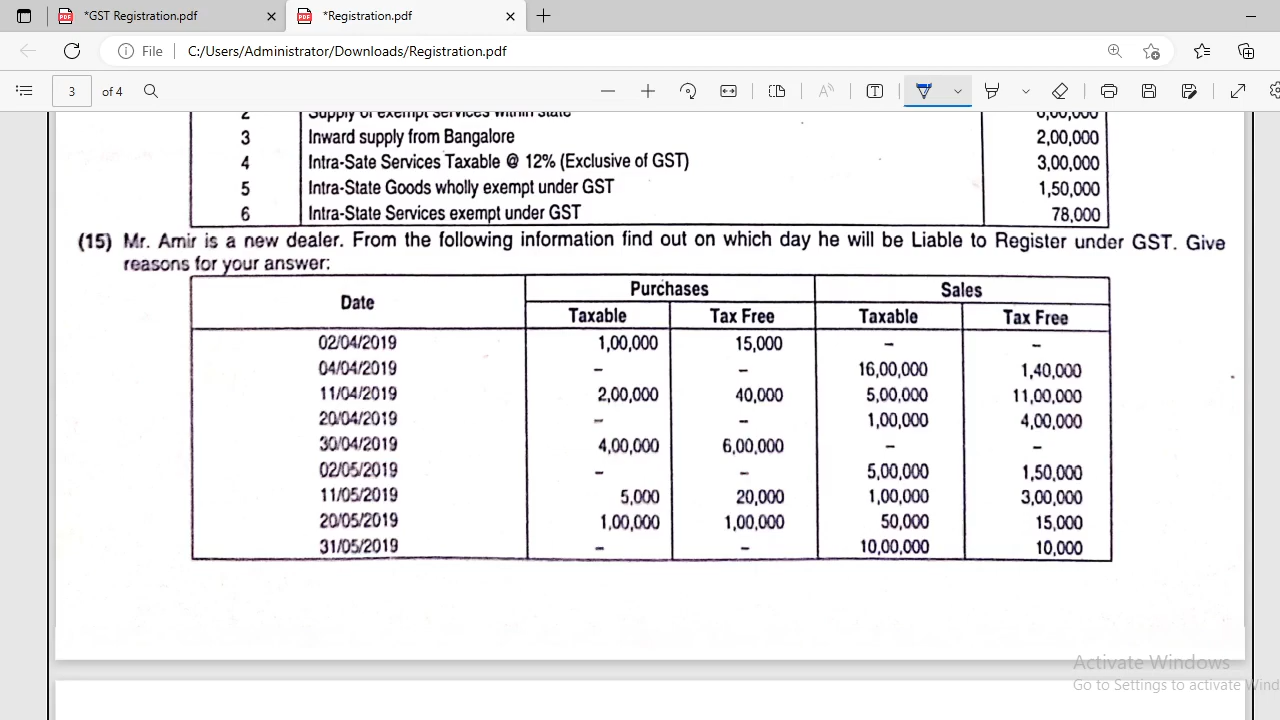 *GST Registration.pdf
*Registration.pdf
File C:/Users/Administrator/Downloads/Registration.pdf
3 of 4
2 Supply of exempt services within state 6,00,000
3 Inward supply from Bangalore 2,00,000
4 Intra-Sate Services Taxable @ 12% (Exclusive of GST) 3,00,000
5 Intra-State Goods wholly exempt under GST 1,50,000
6 Intra-State Services exempt under GST 78,000
(15) Mr. Amir is a new dealer. From the following information find out on which day he will be Liable to Register under GST. Give
reasons for your answer:
Date Purchases Sales
Taxable Tax Free Taxable Tax Free
02/04/2019 1,00,000 15,000 – –
04/04/2019 – – 16,00,000 1,40,000
11/04/2019 2,00,000 40,000 5,00,000 11,00,000
20/04/2019 – – 1,00,000 4,00,000
30/04/2019 4,00,000 6,00,000 – –
02/05/2019 – – 5,00,000 1,50,000
11/05/2019 5,000 20,000 1,00,000 3,00,000
20/05/2019 1,00,000 1,00,000 50,000 15,000
31/05/2019 – – 10,00,000 10,000
Activate Windows
Go to Settings to activate Wind